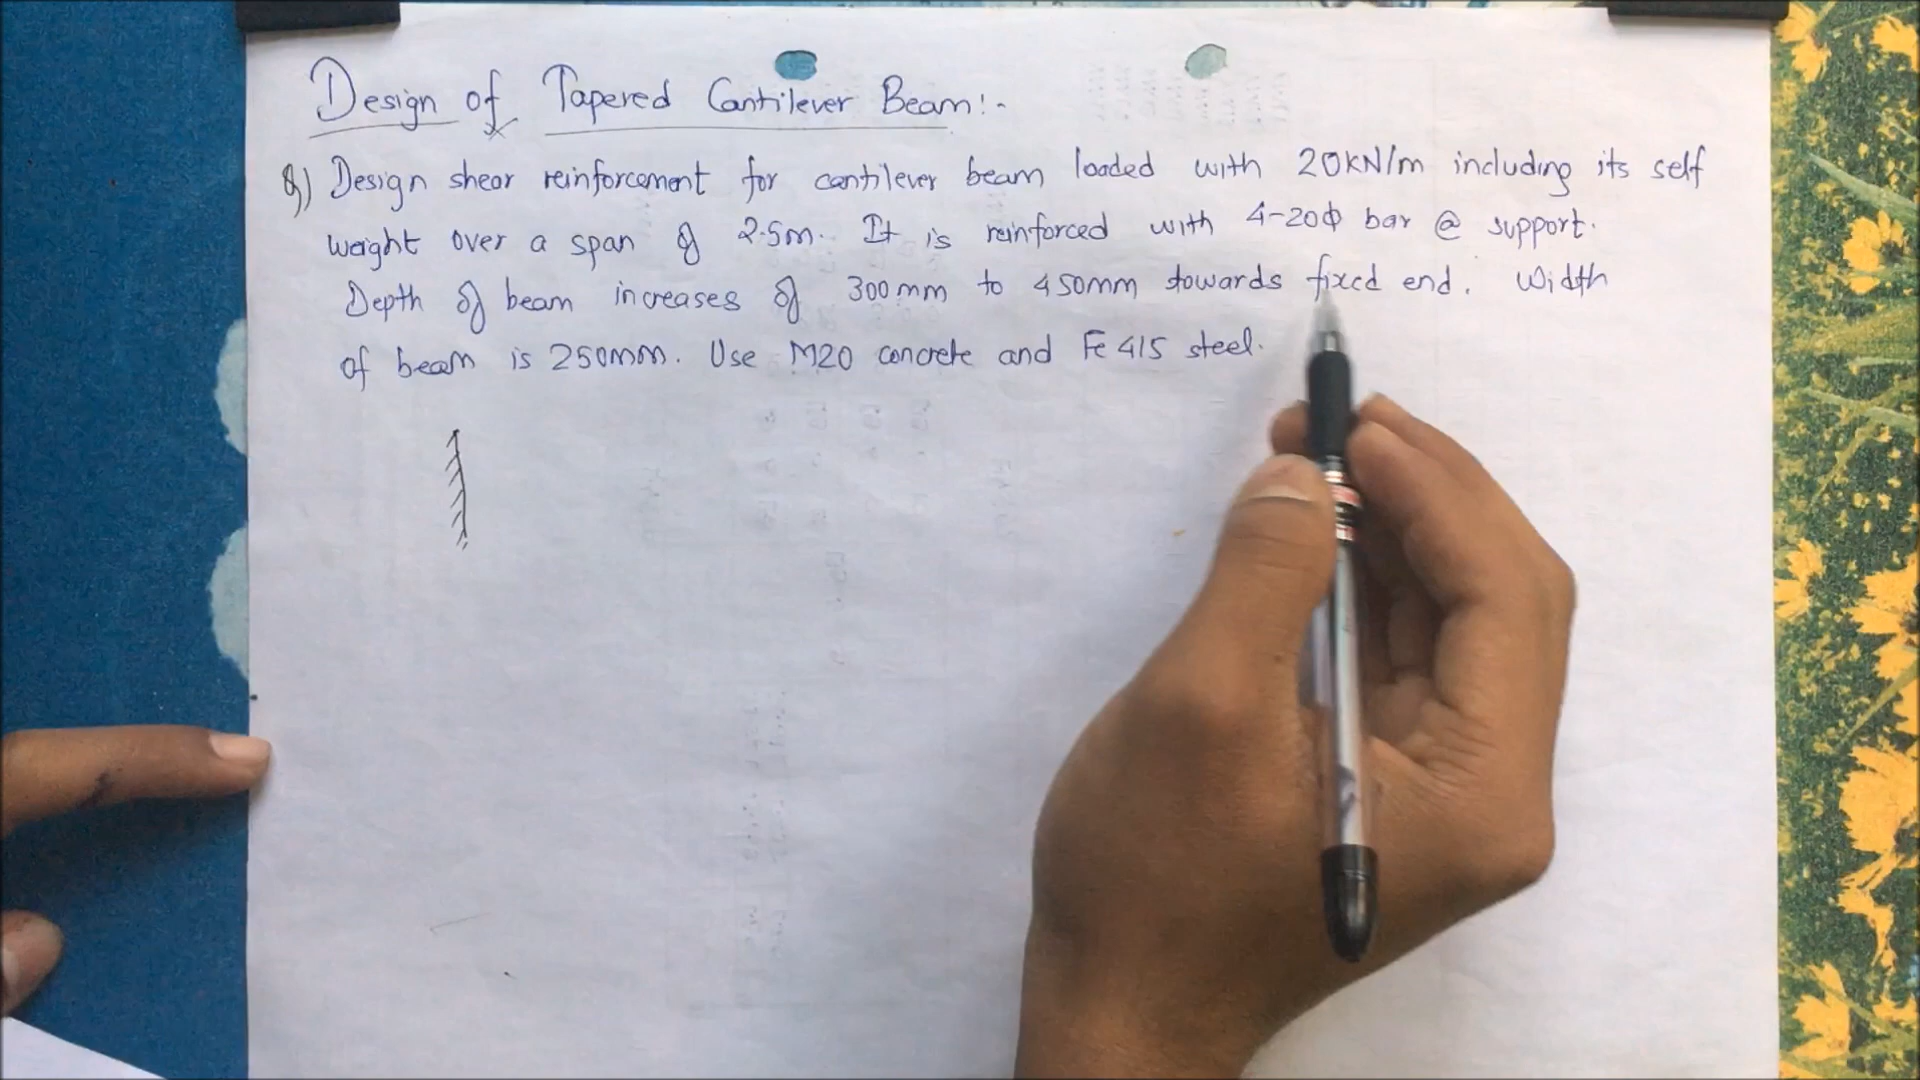 Design of Tapered Cantilever Beam:-
Q) Design shear reinforcement for cantilever beam loaded with 20kN/m including its self
weight over a span of 2.5m. It is reinforced with 4-20ϕ bar @ support.
Depth of beam increases of 300mm to 450mm towards fixed end. Width
of beam is 250mm. Use M20 concrete and Fe 415 steel.